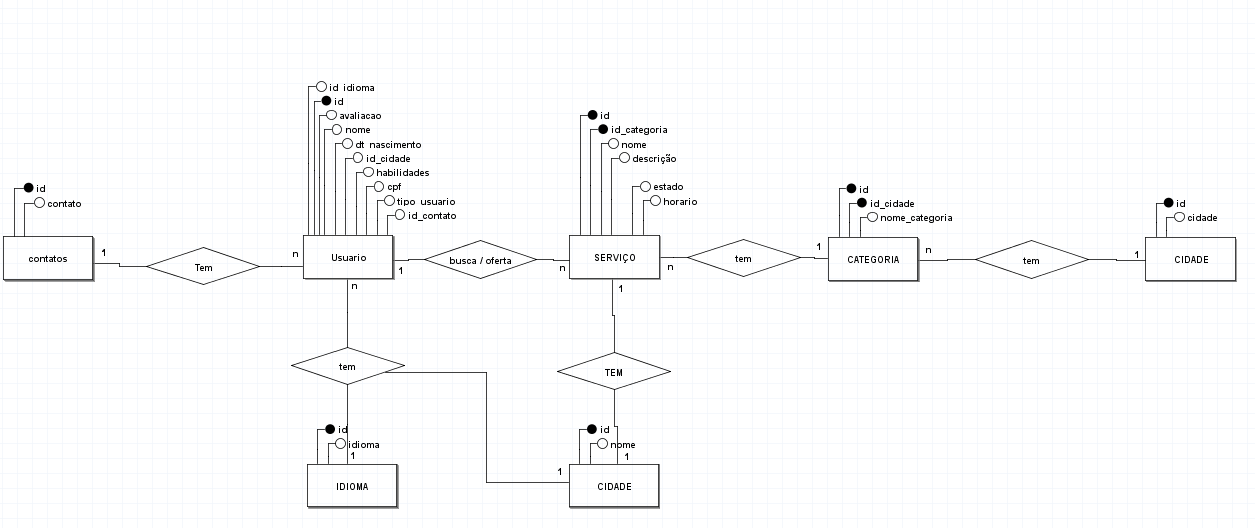 id idioma
id
avaliacao
nome
dt nascimento
id_cidade
habilidades
cpf
tipo usuario
id_contato
id
id_categoria
nome
descrição
estado
horario
id
contato
id
id_cidade
nome_categoria
id
cidade
contatos
1
Tem
n
Usuario
1
busca / oferta
n
SERVIÇO
n
tem
1
CATEGORIA
n
tem
1
CIDADE
n
1
tem
TEM
id
idioma
1
IDIOMA
id
nome
1
1
CIDADE